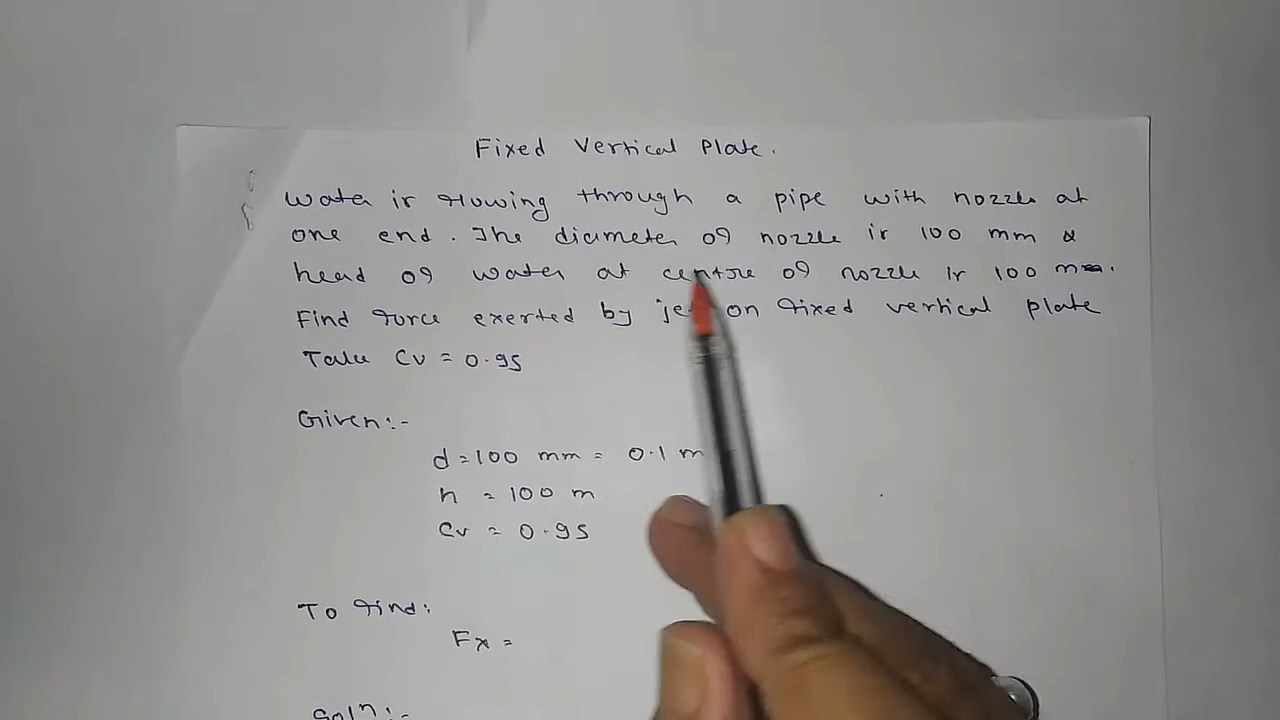 Fixed Vertical Plate.
Water is flowing through a pipe with nozzle at
one end. The diameter of nozzle is 100 mm &
head of water at centre of nozzle is 100 m.
Find force exerted by jet on fixed vertical plate
Take Cv = 0.95
Given:-
d = 100 mm = 0.1 m
h = 100 m
Cv = 0.95
To find:
Fx =
Soln:-